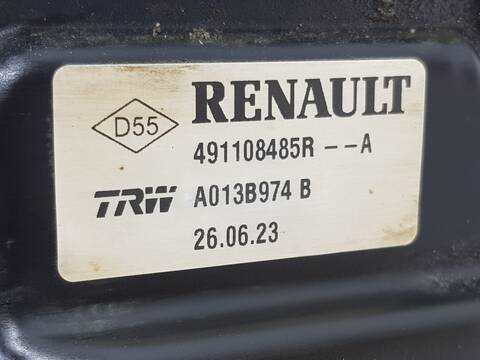 D55 RENAULT
491108485R -- A
TRW A013B974 B
26.06.23